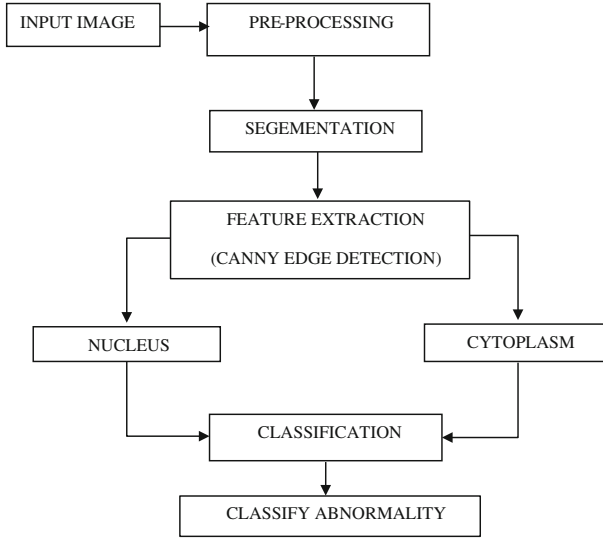 INPUT IMAGE
PRE-PROCESSING
SEGEMENTATION
FEATURE EXTRACTION
(CANNY EDGE DETECTION)
NUCLEUS
CYTOPLASM
CLASSIFICATION
CLASSIFY ABNORMALITY